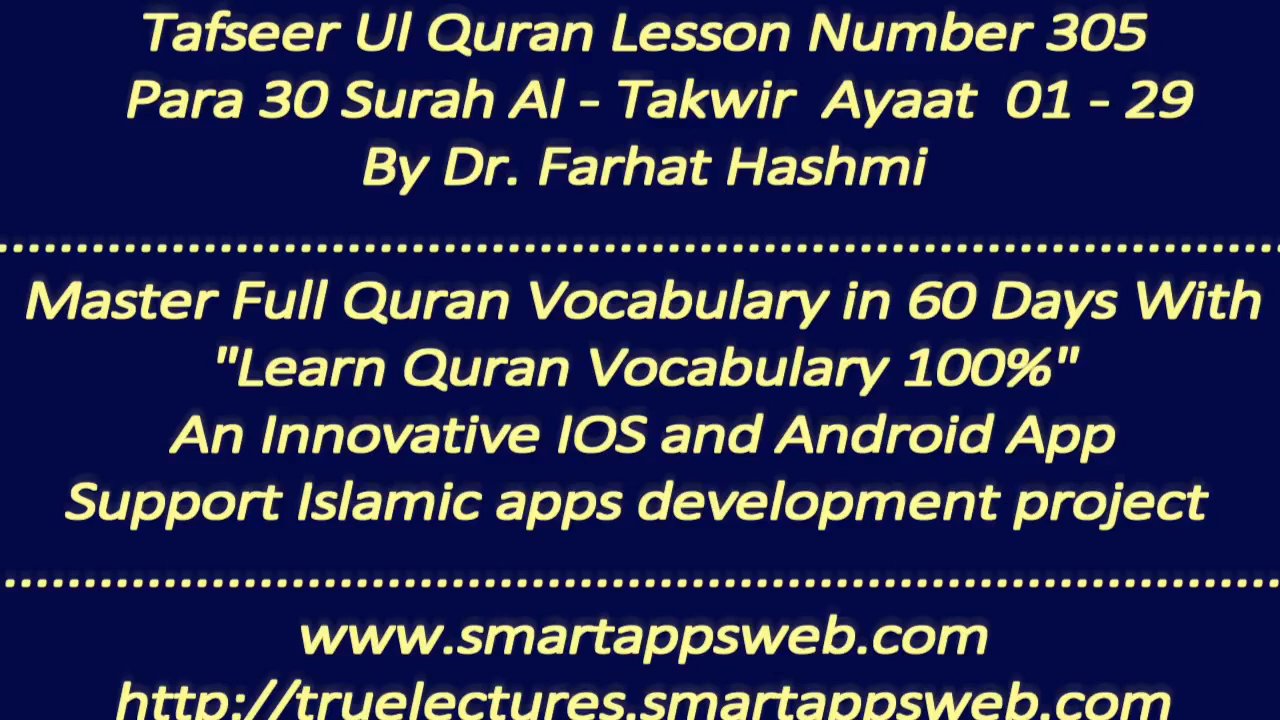 Tafseer Ul Quran Lesson Number 305
Para 30 Surah Al - Takwir Ayaat 01 - 29
By Dr. Farhat Hashmi
Master Full Quran Vocabulary in 60 Days With
"Learn Quran Vocabulary 100%"
An Innovative IOS and Android App
Support Islamic apps development project
www.smartappsweb.com
http://truelectures.smartappsweb.com